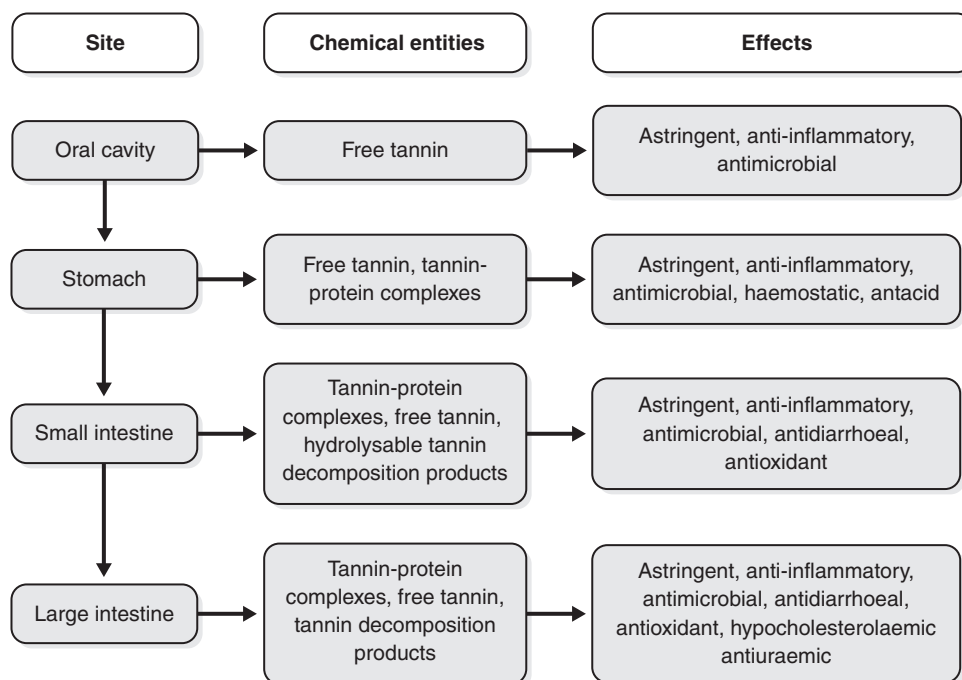 Site
Chemical entities
Effects
Oral cavity
Free tannin
Astringent, anti-inflammatory,
antimicrobial
Stomach
Free tannin, tannin-
protein complexes
Astringent, anti-inflammatory,
antimicrobial, haemostatic, antacid
Small intestine
Tannin-protein
complexes, free tannin,
hydrolysable tannin
decomposition products
Astringent, anti-inflammatory,
antimicrobial, antidiarrhoeal,
antioxidant
Large intestine
Tannin-protein
complexes, free tannin,
tannin decomposition
products
Astringent, anti-inflammatory,
antimicrobial, antidiarrhoeal,
antioxidant, hypocholesterolaemic
antiuraemic